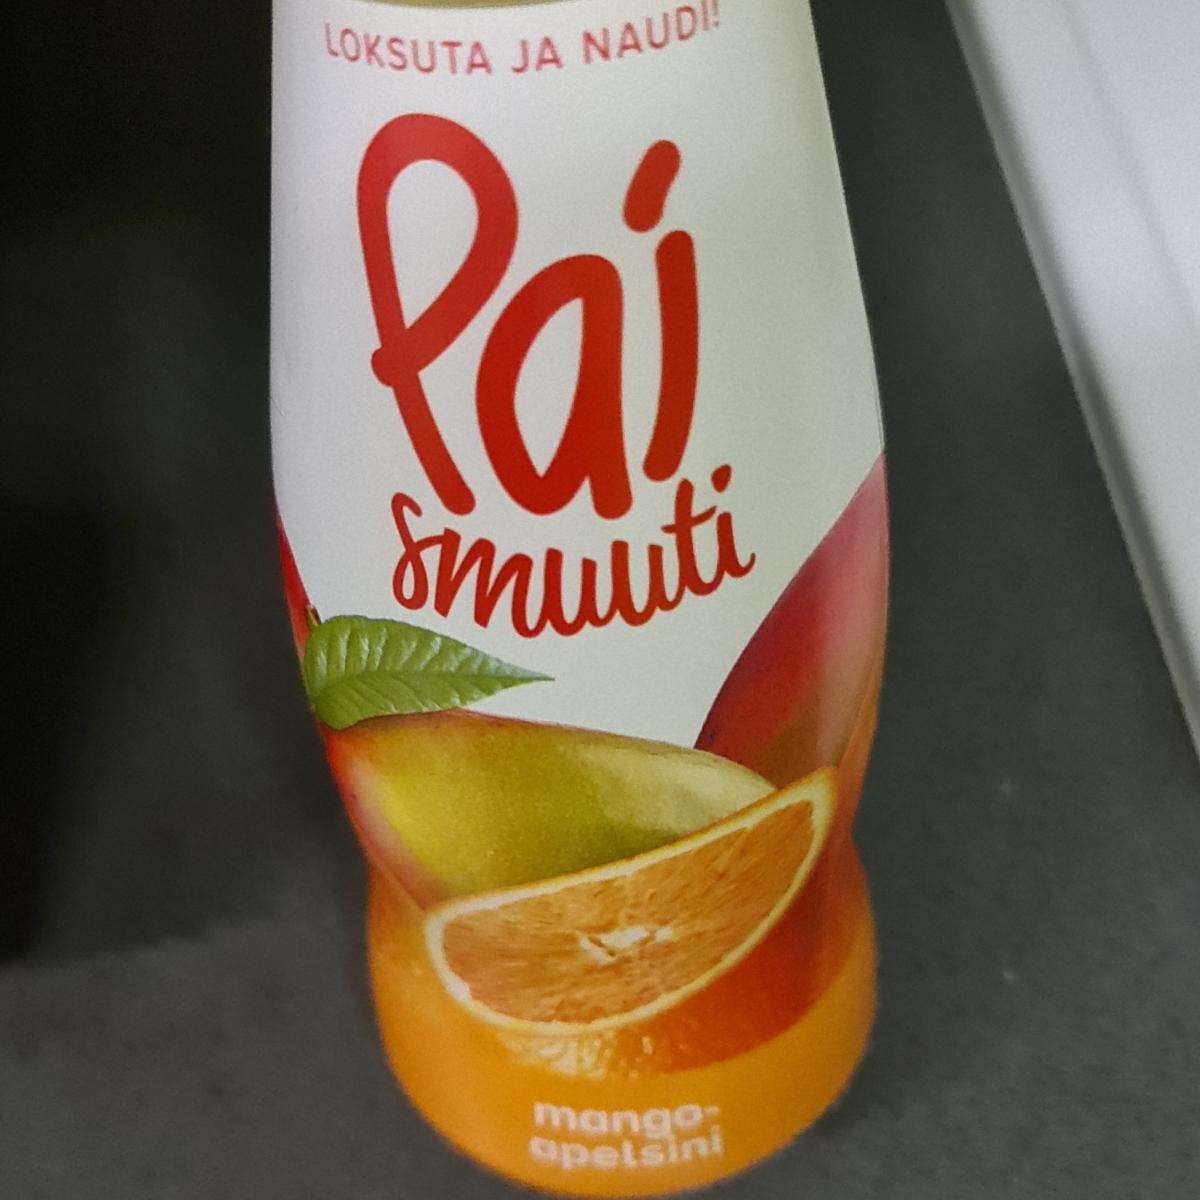 LOKSUTA JA NAUDI!
Pai
smuuti
mango-
apelsini